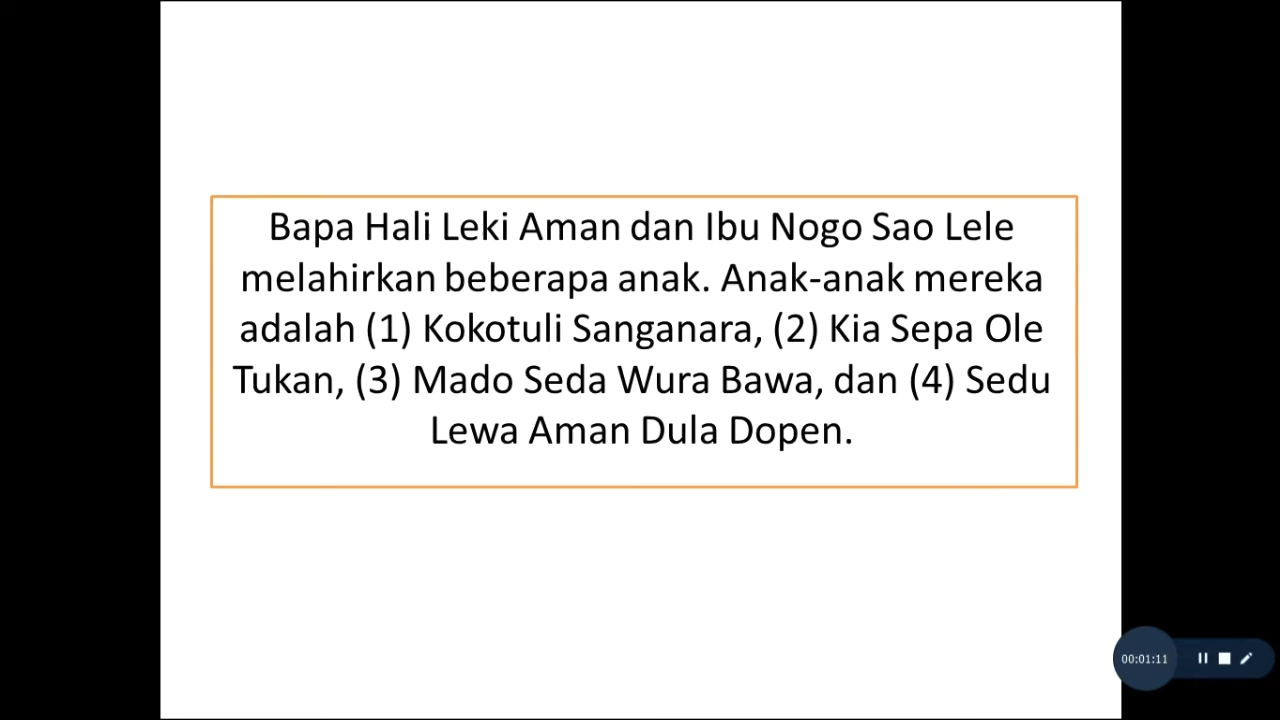 Bapa Hali Leki Aman dan Ibu Nogo Sao Lele
melahirkan beberapa anak. Anak-anak mereka
adalah (1) Kokotuli Sanganara, (2) Kia Sepa Ole
Tukan, (3) Mado Seda Wura Bawa, dan (4) Sedu
Lewa Aman Dula Dopen.
00:01:11